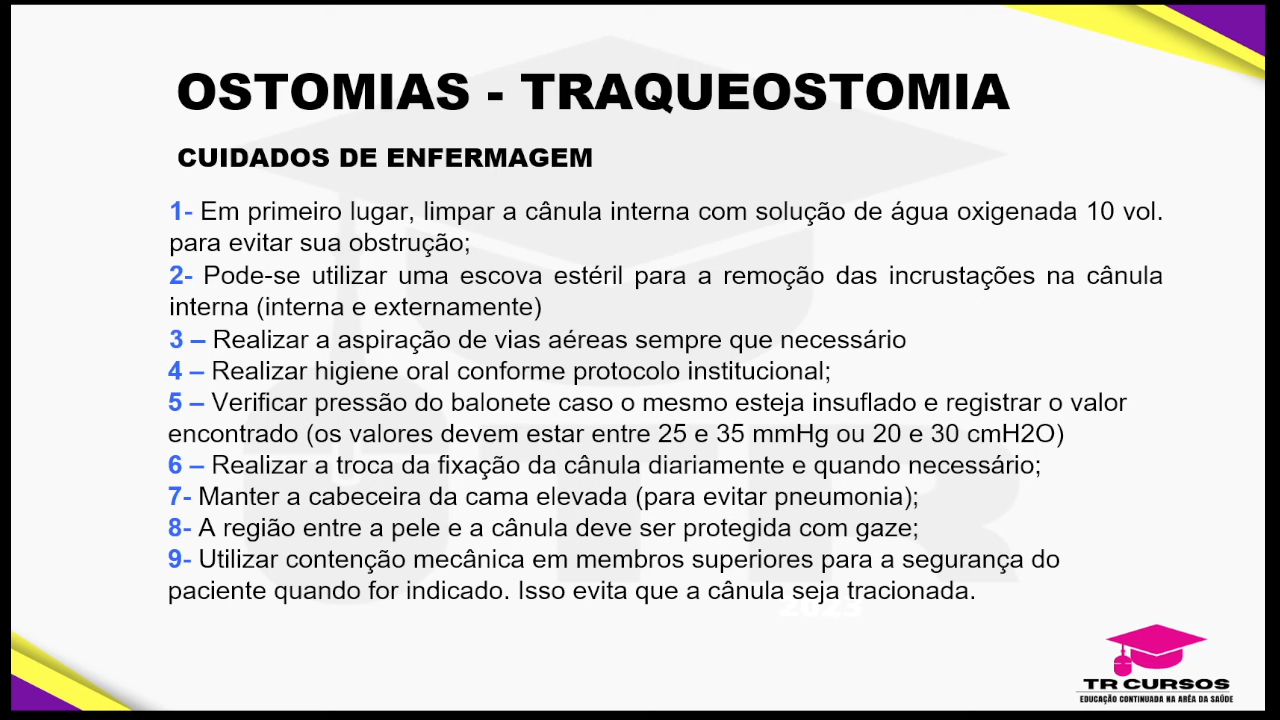 OSTOMIAS - TRAQUEOSTOMIA
CUIDADOS DE ENFERMAGEM
1- Em primeiro lugar, limpar a cânula interna com solução de água oxigenada 10 vol.
para evitar sua obstrução;
2- Pode-se utilizar uma escova estéril para a remoção das incrustações na cânula
interna (interna e externamente)
3 – Realizar a aspiração de vias aéreas sempre que necessário
4 – Realizar higiene oral conforme protocolo institucional;
5 – Verificar pressão do balonete caso o mesmo esteja insuflado e registrar o valor
encontrado (os valores devem estar entre 25 e 35 mmHg ou 20 e 30 cmH2O)
6 – Realizar a troca da fixação da cânula diariamente e quando necessário;
7- Manter a cabeceira da cama elevada (para evitar pneumonia);
8- A região entre a pele e a cânula deve ser protegida com gaze;
9- Utilizar contenção mecânica em membros superiores para a segurança do
paciente quando for indicado. Isso evita que a cânula seja tracionada.
2023
TR CURSOS
EDUCAÇÃO CONTINUADA NA ARÊA DA SAÚDE